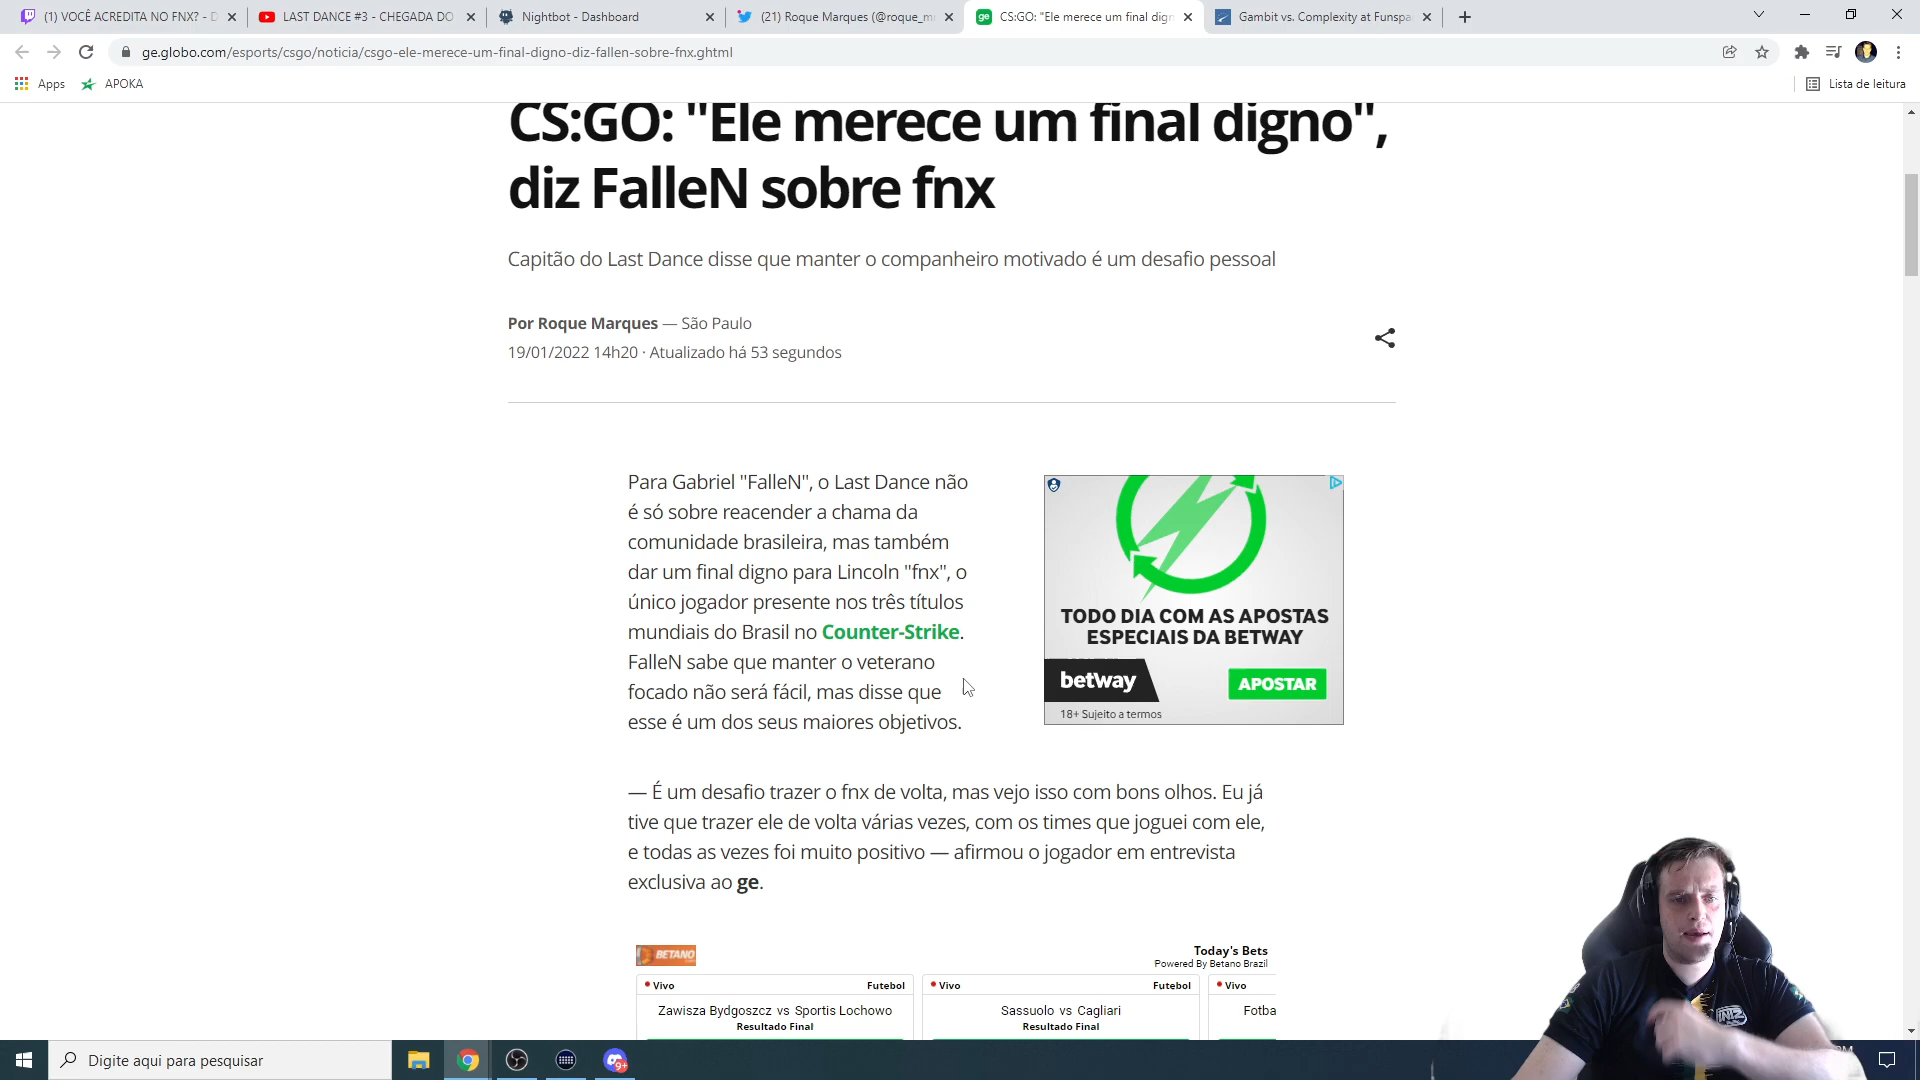 (1) VOCÊ ACREDITA NO FNX? - D
LAST DANCE #3 - CHEGADA DO
Nightbot - Dashboard
(21) Roque Marques (@roque_m
CS:GO: "Ele merece um final dign
Gambit vs. Complexity at Funspa
ge.globo.com/esports/csgo/noticia/csgo-ele-merece-um-final-digno-diz-fallen-sobre-fnx.ghtml
Apps
APOKA
Lista de leitura
CS:GO: "Ele merece um final digno",
diz FalleN sobre fnx
Capitão do Last Dance disse que manter o companheiro motivado é um desafio pessoal
Por Roque Marques — São Paulo
19/01/2022 14h20 · Atualizado há 53 segundos
Para Gabriel "FalleN", o Last Dance não
é só sobre reacender a chama da
comunidade brasileira, mas também
dar um final digno para Lincoln "fnx", o
único jogador presente nos três títulos
mundiais do Brasil no Counter-Strike.
FalleN sabe que manter o veterano
focado não será fácil, mas disse que
esse é um dos seus maiores objetivos.
TODO DIA COM AS APOSTAS
ESPECIAIS DA BETWAY
betway
APOSTAR
18+ Sujeito a termos
— É um desafio trazer o fnx de volta, mas vejo isso com bons olhos. Eu já
tive que trazer ele de volta várias vezes, com os times que joguei com ele,
e todas as vezes foi muito positivo — afirmou o jogador em entrevista
exclusiva ao ge.
BETANO
Today's Bets
Powered By Betano Brazil
Vivo
Futebol
Zawisza Bydgoszcz vs Sportis Lochowo
Resultado Final
Vivo
Futebol
Sassuolo vs Cagliari
Resultado Final
Vivo
Fotba
Digite aqui para pesquisar
9+